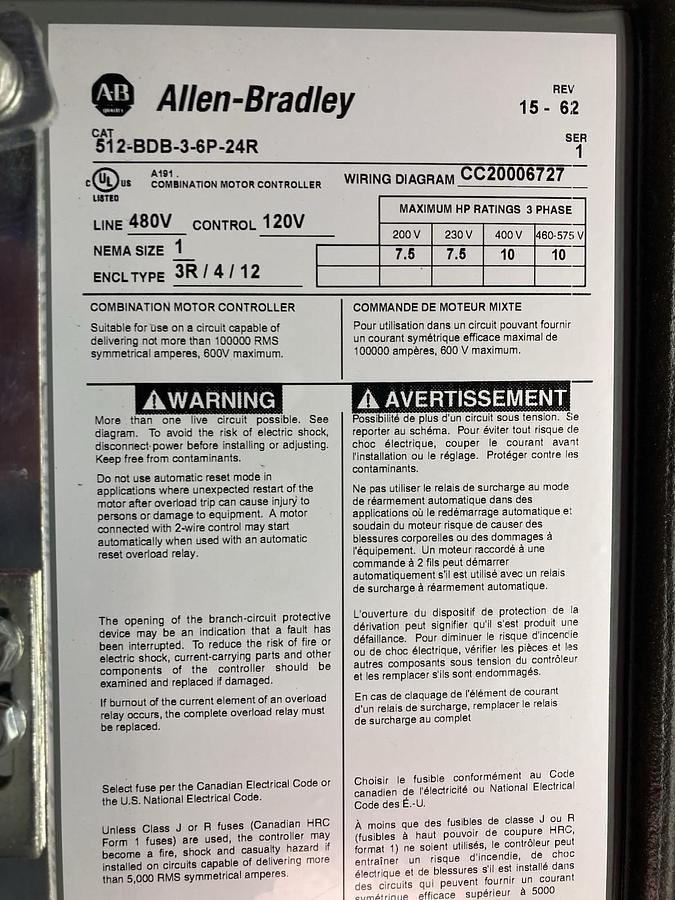 AB
QUALITY
Allen-Bradley
REV
15 - 62
CAT
512-BDB-3-6P-24R
SER
1
C UL US
LISTED
A191.
COMBINATION MOTOR CONTROLLER
WIRING DIAGRAM CC20006727
LINE 480V CONTROL 120V
NEMA SIZE 1
ENCL TYPE 3R / 4 / 12
MAXIMUM HP RATINGS 3 PHASE
200 V 230 V 400 V 460-575 V
7.5 7.5 10 10
COMBINATION MOTOR CONTROLLER
Suitable for use on a circuit capable of
delivering not more than 100000 RMS
symmetrical amperes, 600V maximum.
COMMANDE DE MOTEUR MIXTE
Pour utilisation dans un circuit pouvant fournir
un courant symétrique efficace maximal de
100000 ampères, 600 V maximum.
WARNING
More than one live circuit possible. See
diagram. To avoid the risk of electric shock,
disconnect power before installing or adjusting.
Keep free from contaminants.
Do not use automatic reset mode in
applications where unexpected restart of the
motor after overload trip can cause injury to
persons or damage to equipment. A motor
connected with 2-wire control may start
automatically when used with an automatic
reset overload relay.
The opening of the branch-circuit protective
device may be an indication that a fault has
been interrupted. To reduce the risk of fire or
electric shock, current-carrying parts and other
components of the controller should be
examined and replaced if damaged.
If burnout of the current element of an overload
relay occurs, the complete overload relay must
be replaced.
Select fuse per the Canadian Electrical Code or
the U.S. National Electrical Code.
Unless Class J or R fuses (Canadian HRC
Form 1 fuses) are used, the controller may
become a fire, shock and casualty hazard if
installed on circuits capable of delivering more
than 5,000 RMS symmetrical amperes.
AVERTISSEMENT
Possibilité de plus d'un circuit sous tension. Se
reporter au schéma. Pour éviter tout risque de
choc électrique, couper le courant avant
l'installation ou le réglage. Protéger contre les
contaminants.
Ne pas utiliser le relais de surcharge au mode
de réarmement automatique dans des
applications où le redémarrage automatique et
soudain du moteur risque de causer des
blessures corporelles ou des dommages à
l'équipement. Un moteur raccordé à une
commande à 2 fils peut démarrer
automatiquement s'il est utilisé avec un relais
de surcharge à réarmement automatique.
L'ouverture du dispositif de protection de la
dérivation peut signifier qu'il s'est produit une
défaillance. Pour diminuer le risque d'incendie
ou de choc électrique, vérifier les pièces et les
autres composants sous tension du contrôleur
et les remplacer s'ils sont endommagés.
En cas de claquage de l'élément de courant
d'un relais de surcharge, remplacer le relais
de surcharge au complet
Choisir le fusible conformément au Code
canadien de l'électricité ou National Electrical
Code des É.-U.
À moins que des fusibles de classe J ou R
(fusibles à haut pouvoir de coupure HRC,
format 1) ne soient utilisés, le contrôleur peut
entraîner un risque d'incendie, de choc
électrique et de blessures s'il est installé dans
des circuits qui peuvent fournir un courant
symétrique efficace supérieur à 5000